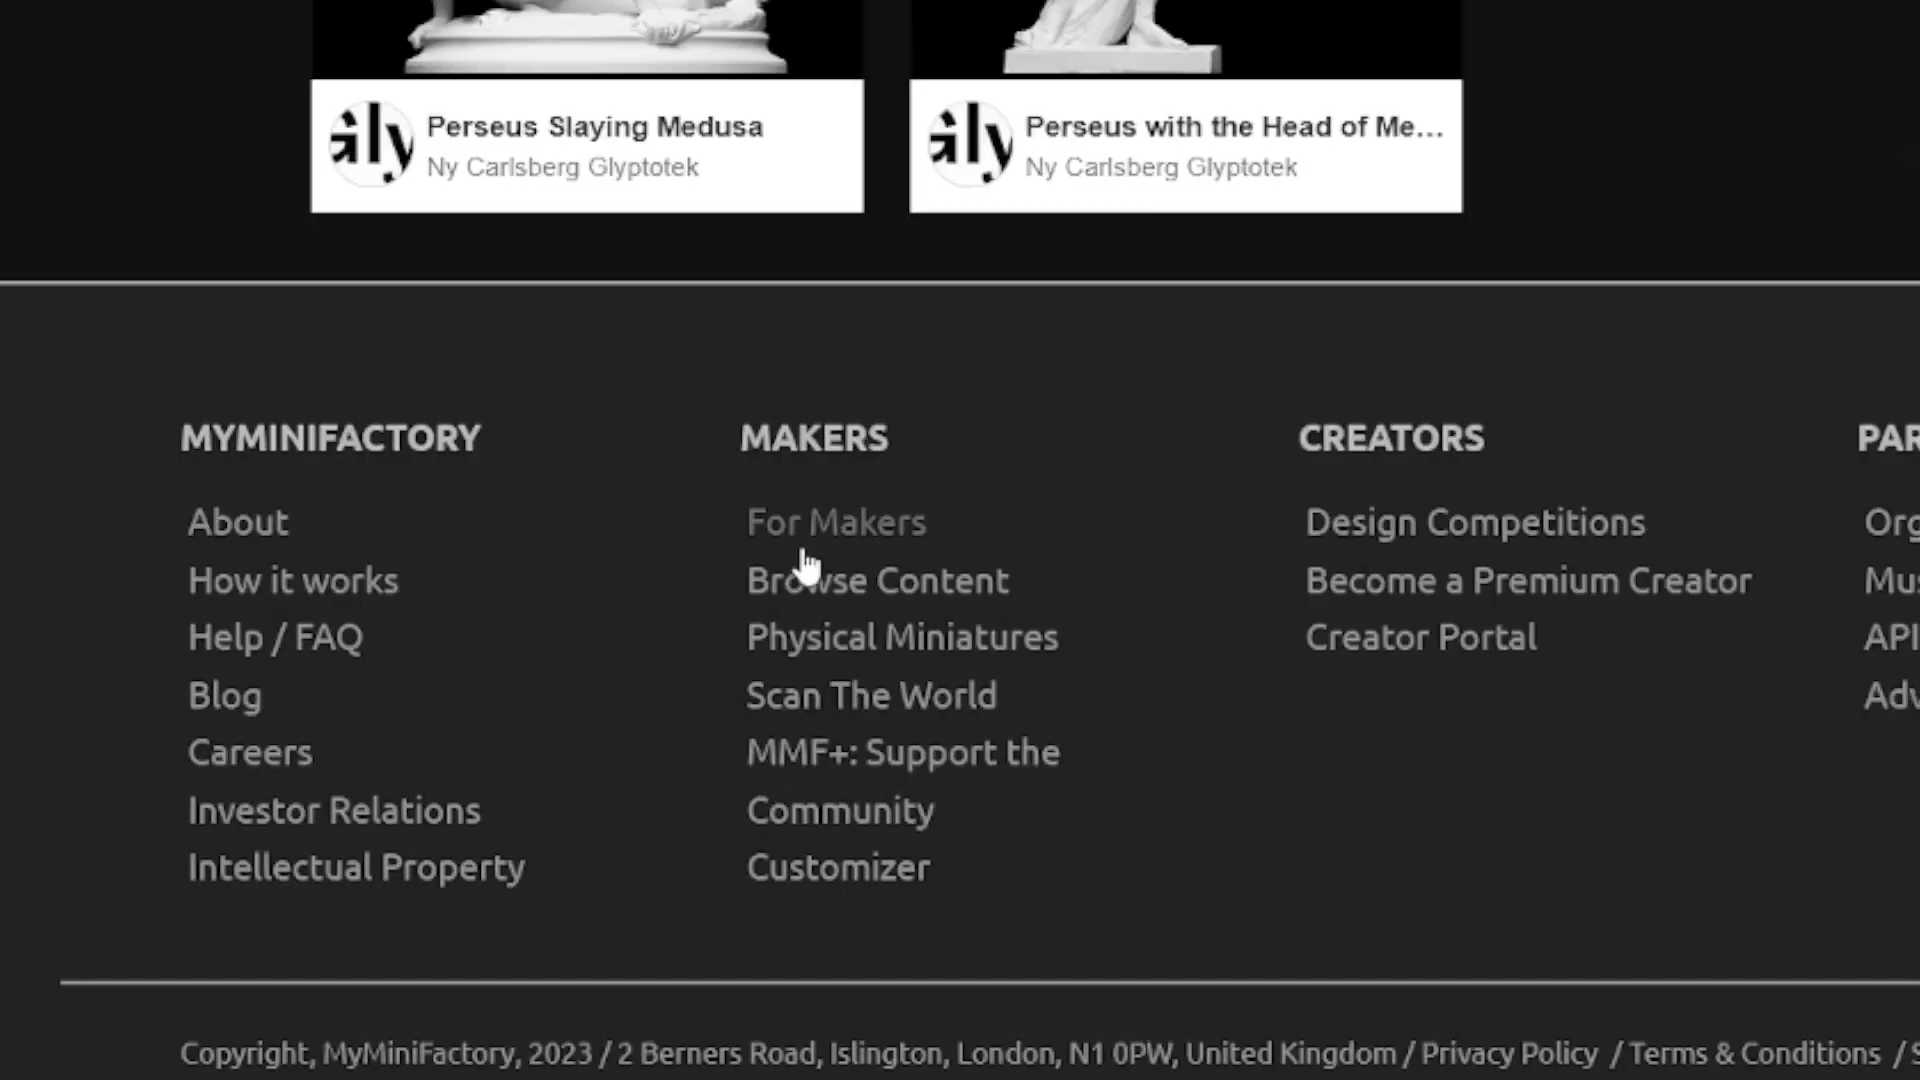 Perseus Slaying Medusa
Ny Carlsberg Glyptotek
Perseus with the Head of Me...
Ny Carlsberg Glyptotek
MYMINIFACTORY
About
How it works
Help / FAQ
Blog
Careers
Investor Relations
Intellectual Property
MAKERS
For Makers
Browse Content
Physical Miniatures
Scan The World
MMF+: Support the
Community
Customizer
CREATORS
Design Competitions
Become a Premium Creator
Creator Portal
API
Copyright, MyMiniFactory, 2023 / 2 Berners Road, Islington, London, N1 0PW, United Kingdom / Privacy Policy / Terms & Conditions /